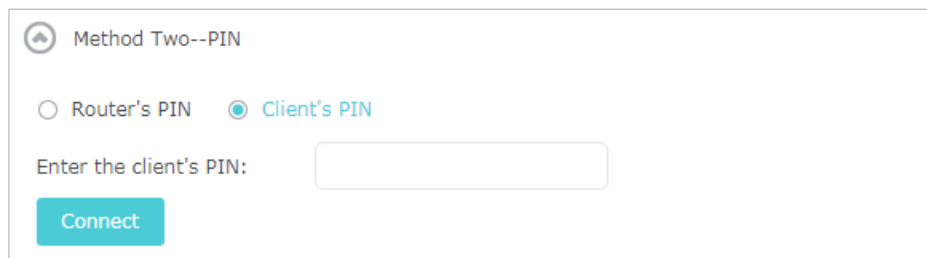 Method Two--PIN
Router's PIN Client's PIN
Enter the client's PIN:
Connect